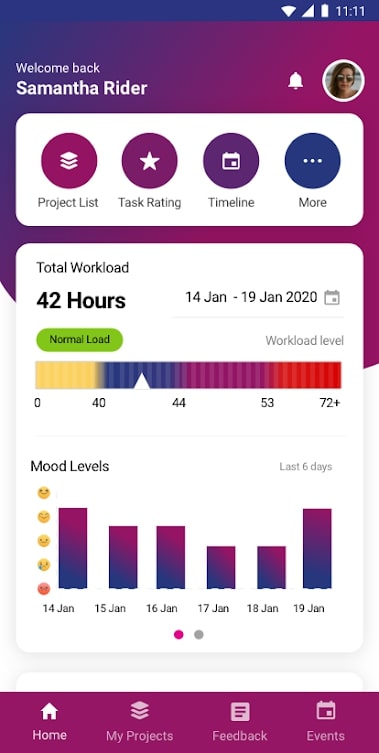 11:11
Welcome back
Samantha Rider
Project List Task Rating Timeline More
Total Workload
42 Hours 14 Jan - 19 Jan 2020
Normal Load Workload level
0 40 44 53 72+
Mood Levels Last 6 days
14 Jan 15 Jan 16 Jan 17 Jan 18 Jan 19 Jan
Home My Projects Feedback Events